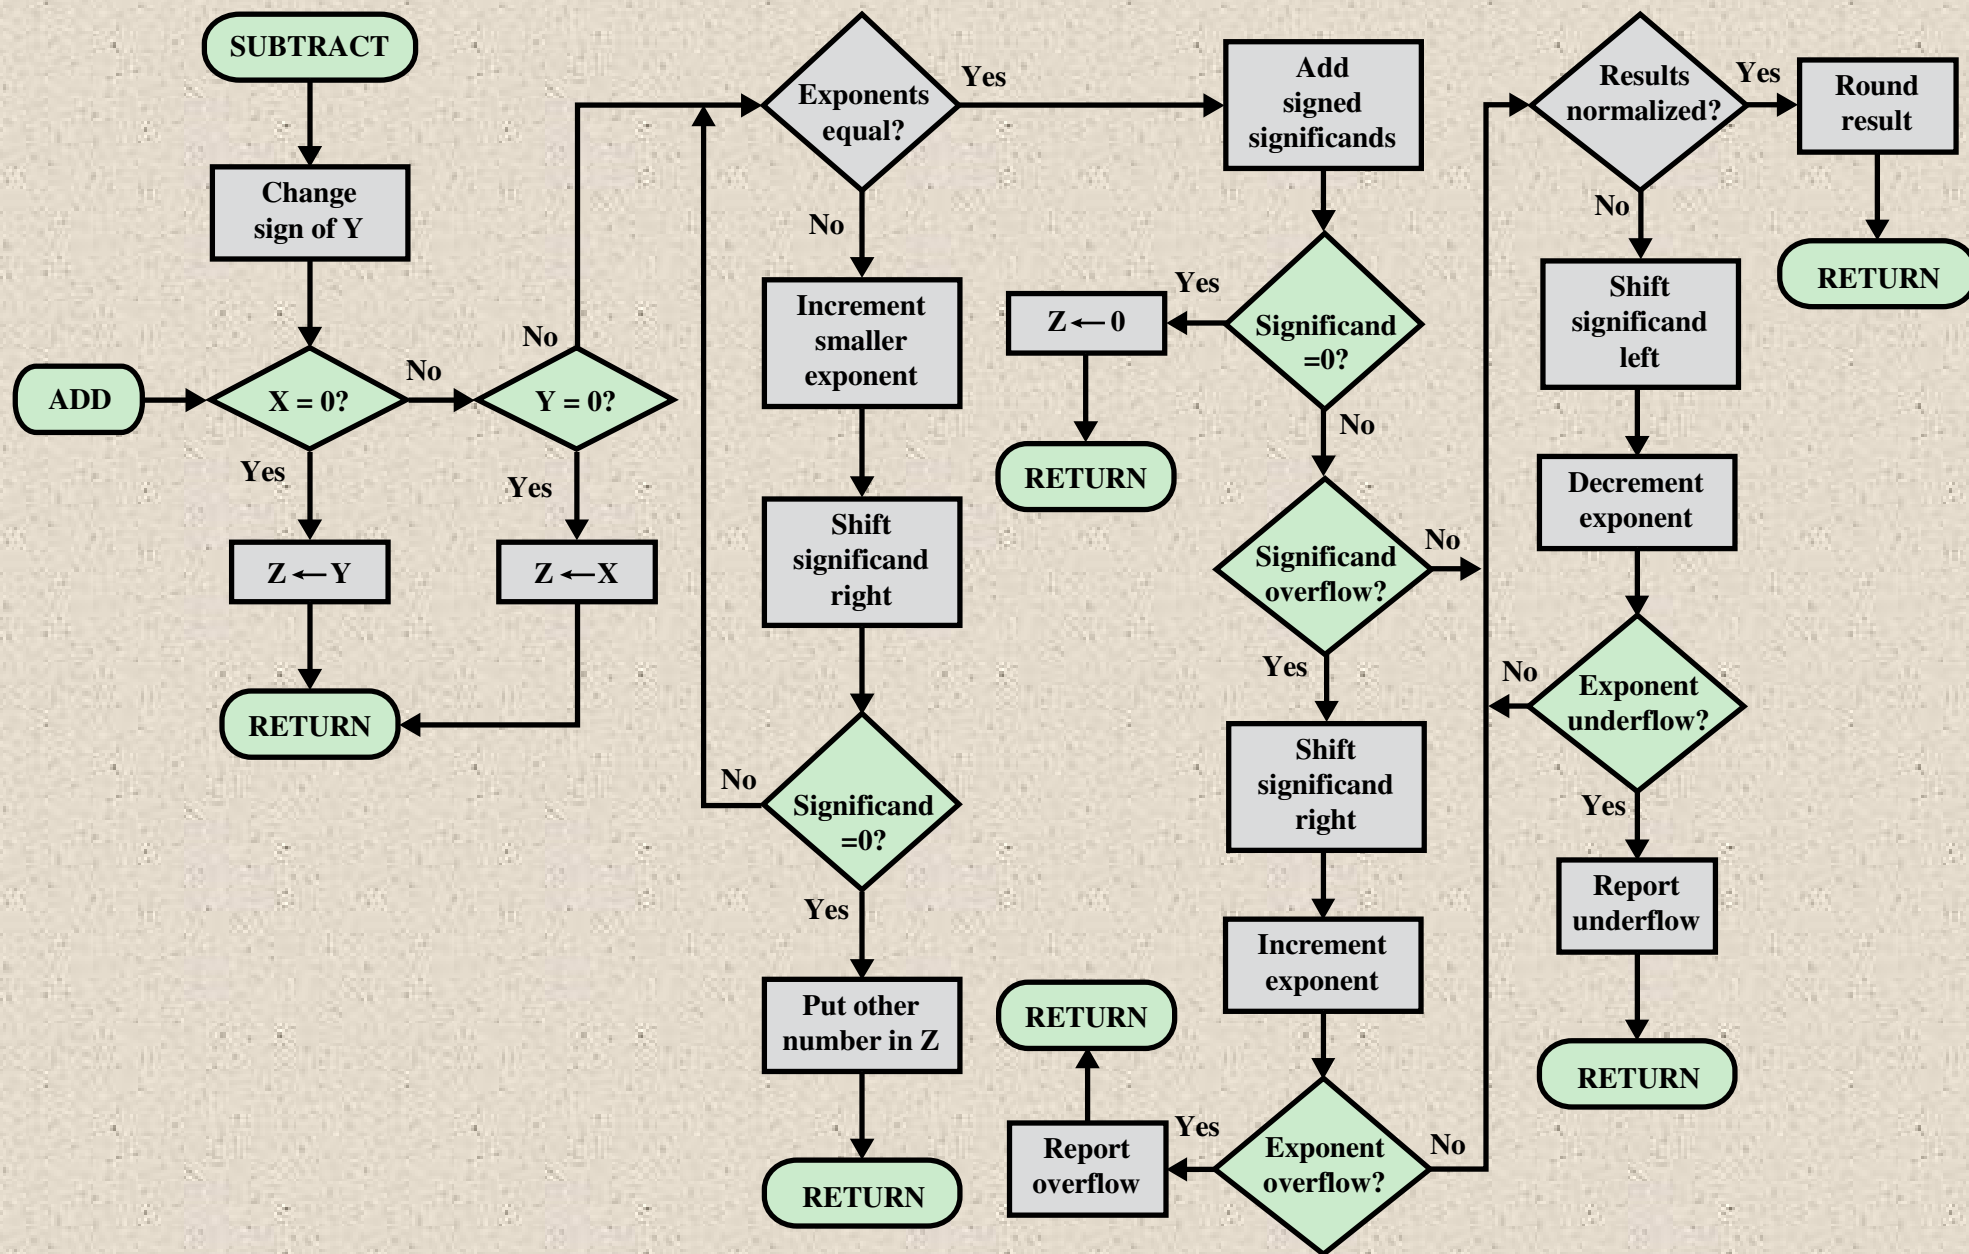 SUBTRACT
Change
sign of Y
ADD
X = 0?
No
Y = 0?
No
Yes
Yes
Z ← Y
Z ← X
RETURN
Exponents
equal?
Yes
No
Increment
smaller
exponent
Shift
significand
right
No
Significand
=0?
Yes
Put other
number in Z
RETURN
Add
signed
significands
Yes
Z ← 0
RETURN
Significand
=0?
No
Significand
overflow?
No
Yes
Shift
significand
right
Increment
exponent
RETURN
Report
overflow
Yes
Exponent
overflow?
No
Results
normalized?
Yes
Round
result
RETURN
No
Shift
significand
left
Decrement
exponent
No
Exponent
underflow?
Yes
Report
underflow
RETURN